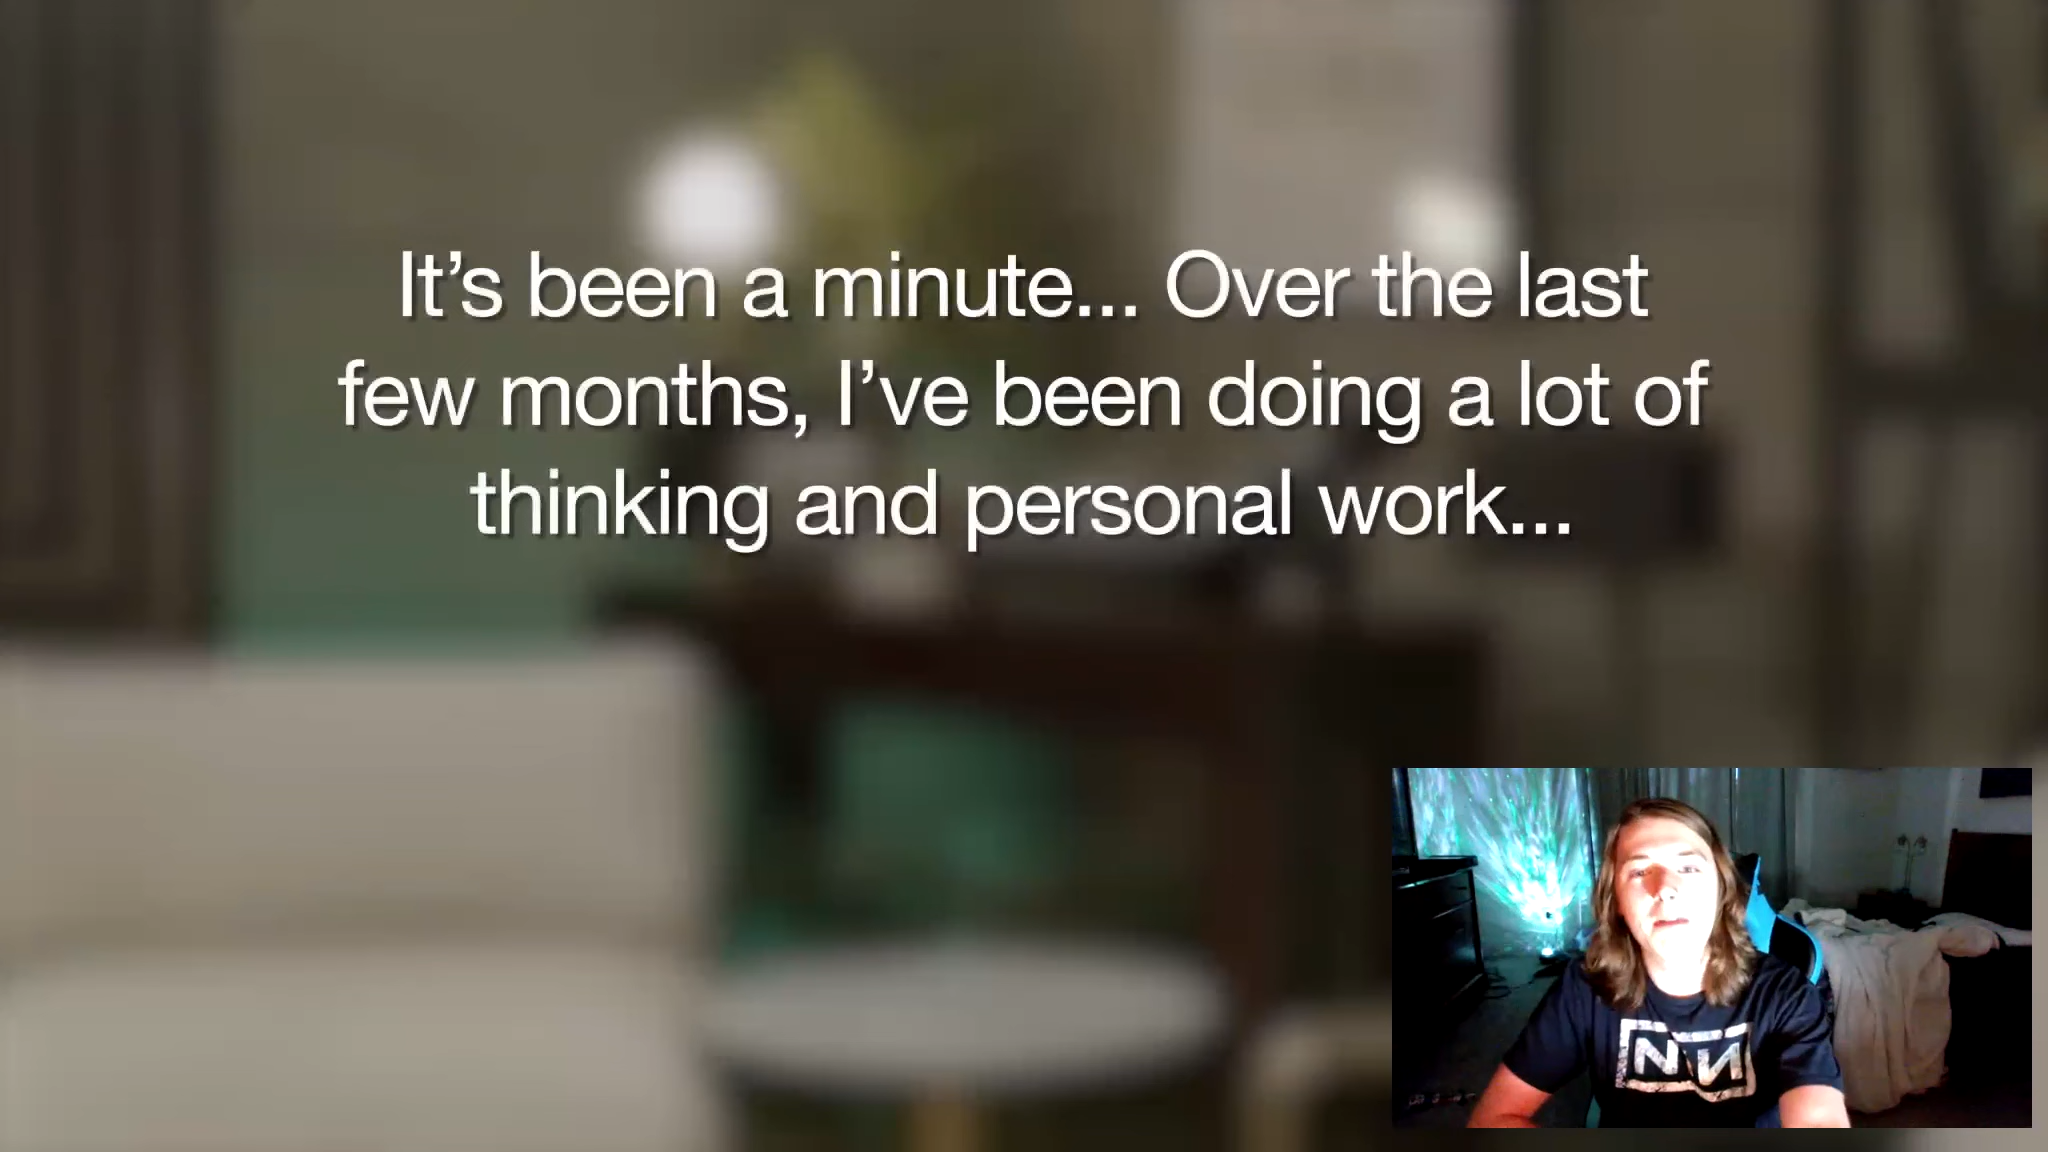 It’s been a minute... Over the last
few months, I’ve been doing a lot of
thinking and personal work...
NIN